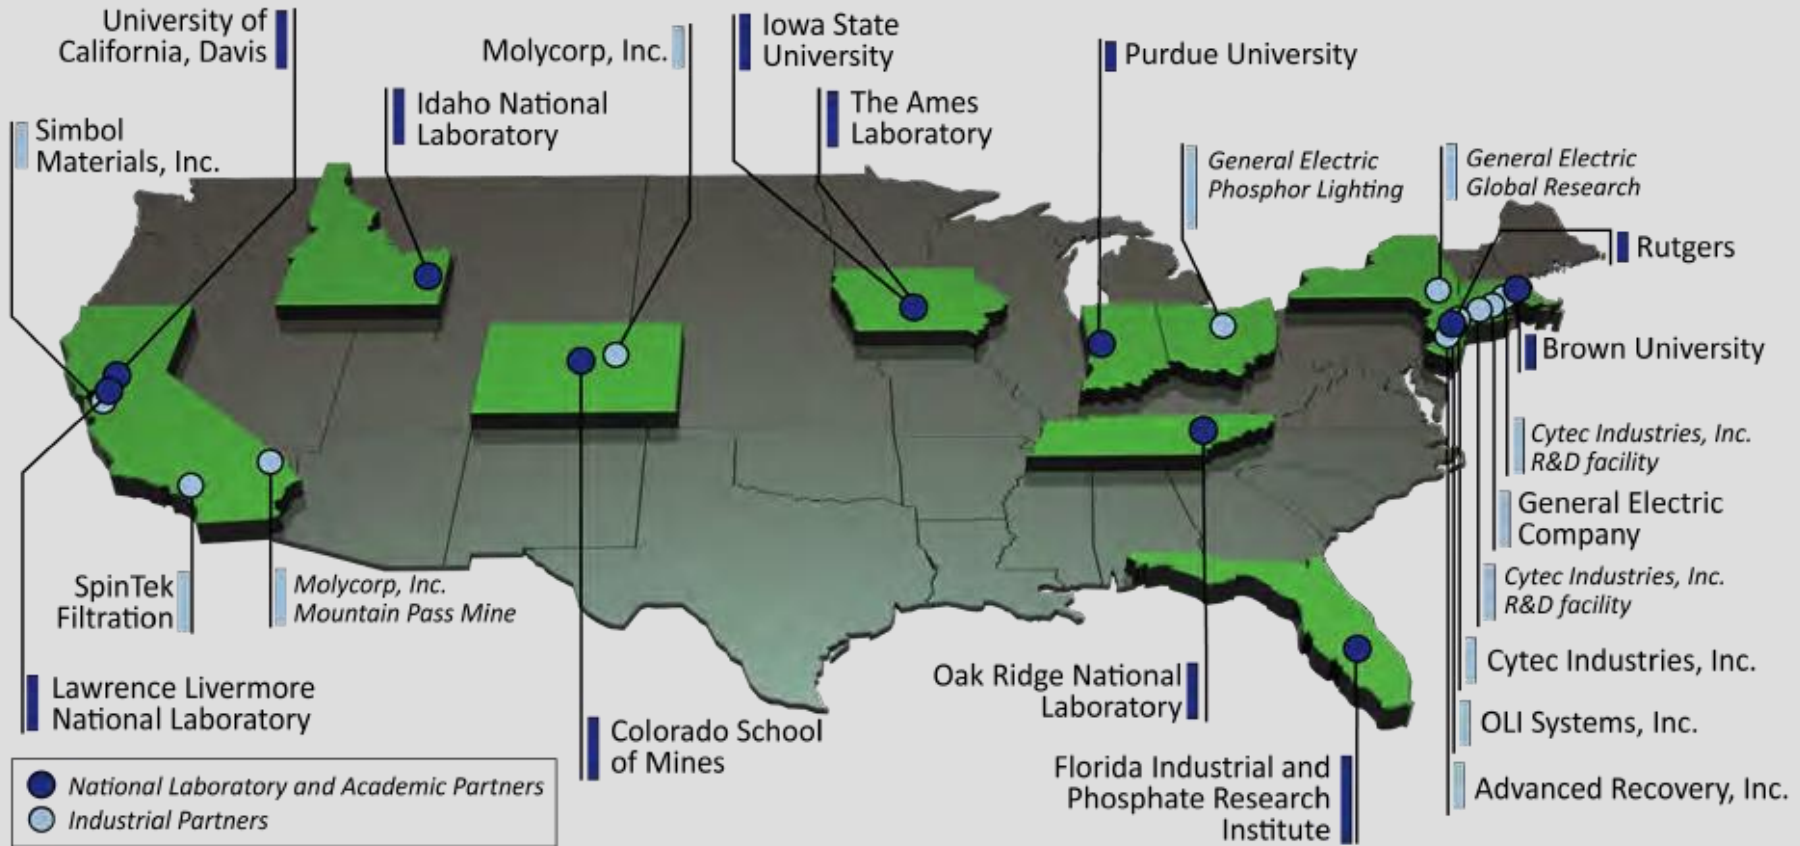 University of
California, Davis
Molycorp, Inc.
Iowa State
University
Purdue University
Idaho National
Laboratory
The Ames
Laboratory
Simbol
Materials, Inc.
General Electric
Phosphor Lighting
General Electric
Global Research
Rutgers
Brown University
Cytec Industries, Inc.
R&D facility
General Electric
Company
SpinTek
Filtration
Molycorp, Inc.
Mountain Pass Mine
Cytec Industries, Inc.
R&D facility
Cytec Industries, Inc.
Lawrence Livermore
National Laboratory
Oak Ridge National
Laboratory
OLI Systems, Inc.
Colorado School
of Mines
Florida Industrial and
Phosphate Research
Institute
Advanced Recovery, Inc.
National Laboratory and Academic Partners
Industrial Partners